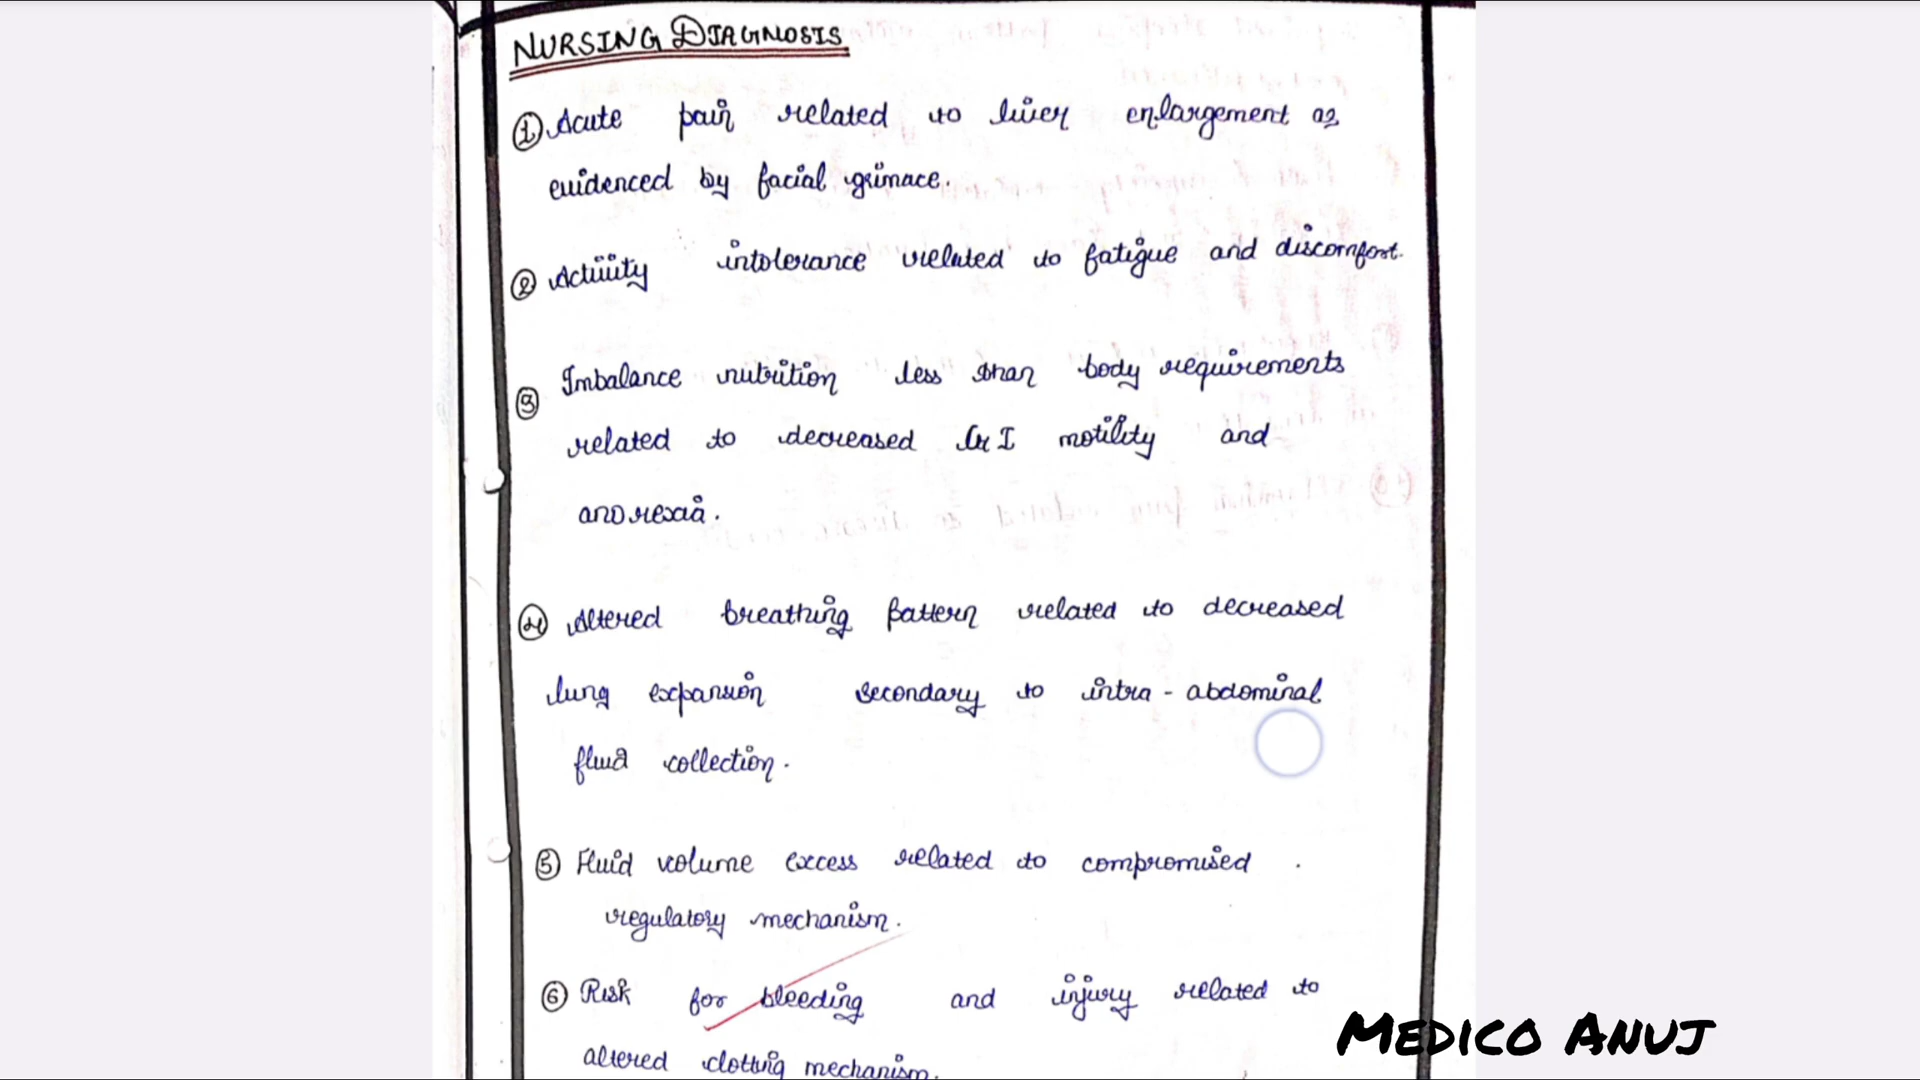 NURSING DIAGNOSIS
① Acute pain related to liver enlargement as
evidenced by facial grimace.
② Activity intolerance related to fatigue and discomfort.
③ Imbalance nutrition less than body requirements
related to decreased GI motility and
anorexia.
④ Altered breathing pattern related to decreased
lung expansion secondary to intra-abdominal
fluid collection.
⑤ Fluid volume excess related to compromised
regulatory mechanism.
⑥ Risk for bleeding and injury related to
altered clotting mechanism.
MEDICO ANUJ